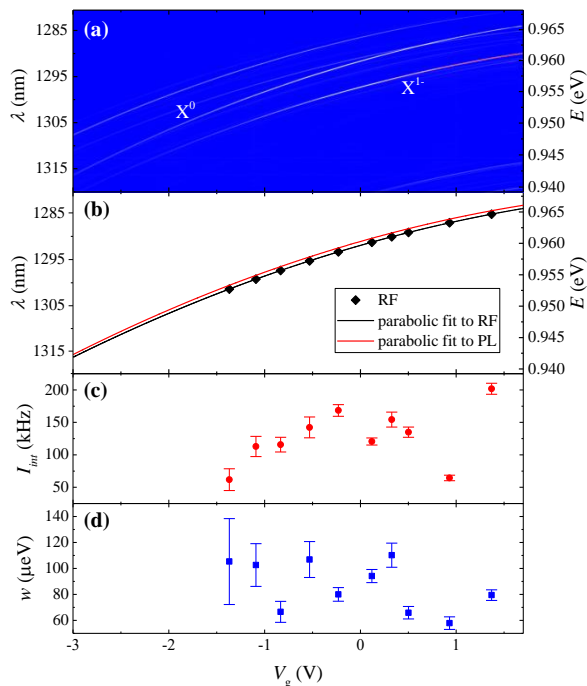 (a)
1285
1295
1305
1315
λ (nm)
X⁰
X¹⁻
0.965
0.960
0.955
0.950
0.945
0.940
E (eV)
(b)
1285
1295
1305
1315
λ (nm)
RF
parabolic fit to RF
parabolic fit to PL
0.965
0.960
0.955
0.950
0.945
0.940
E (eV)
(c)
200
150
100
50
I_int (kHz)
(d)
140
120
100
80
60
w (µeV)
-3 -2 -1 0 1
V_g (V)